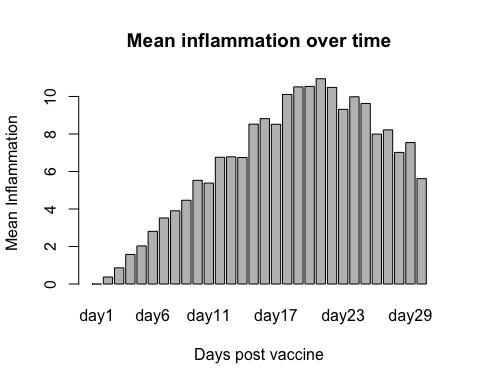 Mean inflammation over time
Mean Inflammation
10
8
6
4
2
0
day1 day6 day11 day17 day23 day29
Days post vaccine